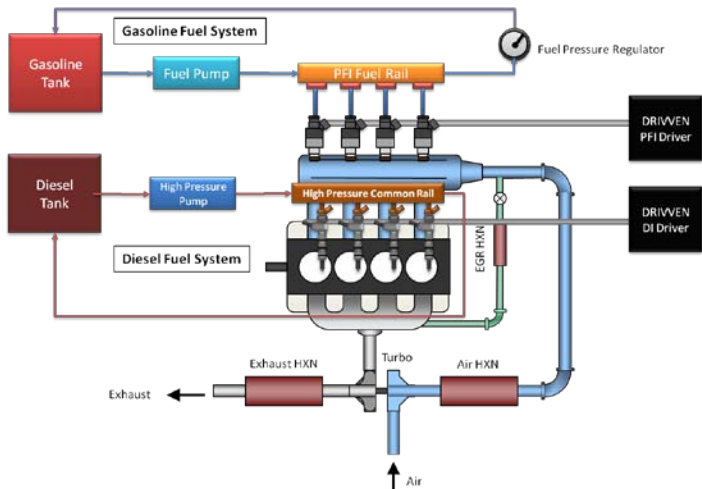 Gasoline Fuel System
Gasoline
Tank
Fuel Pump
PFI Fuel Rail
Fuel Pressure Regulator
DRIVVEN
PFI Driver
Diesel
Tank
High Pressure
Pump
High Pressure Common Rail
DRIVVEN
DI Driver
Diesel Fuel System
EGR HXN
Exhaust HXN
Turbo
Air HXN
Exhaust
Air